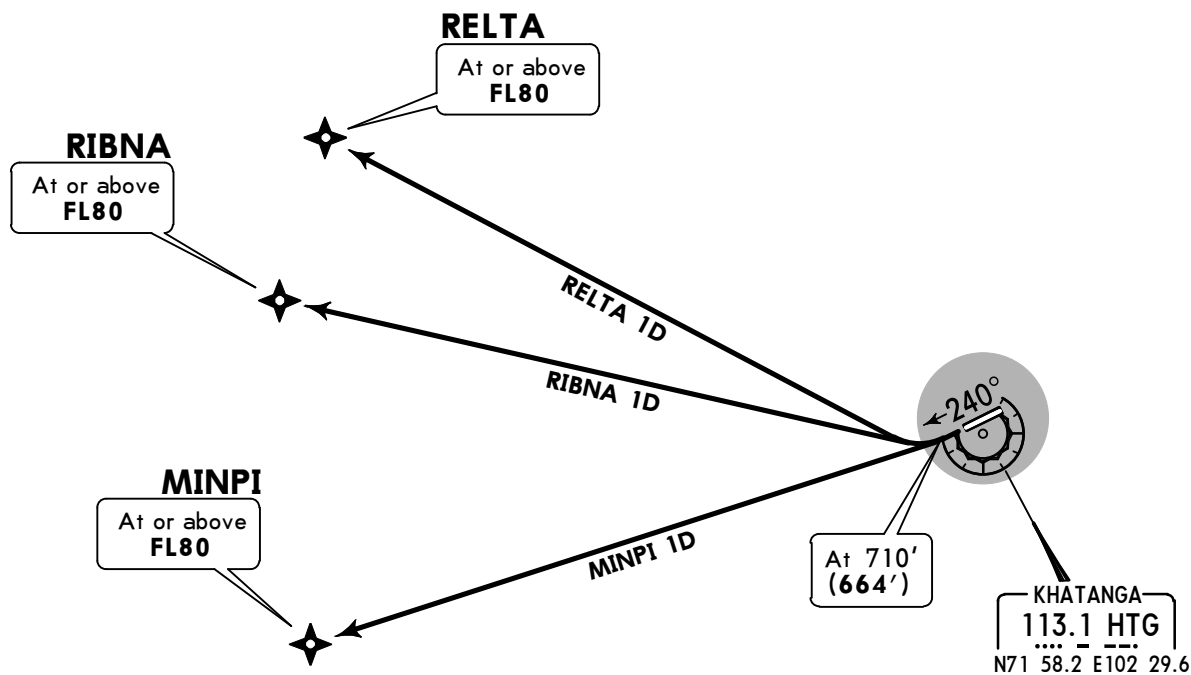 RELTA
At or above
FL80
RIBNA
At or above
FL80
RELTA 1D
RIBNA 1D
240°
MINPI
At or above
FL80
MINPI 1D
At 710'
(664')
KHATANGA
113.1 HTG
N71 58.2 E102 29.6